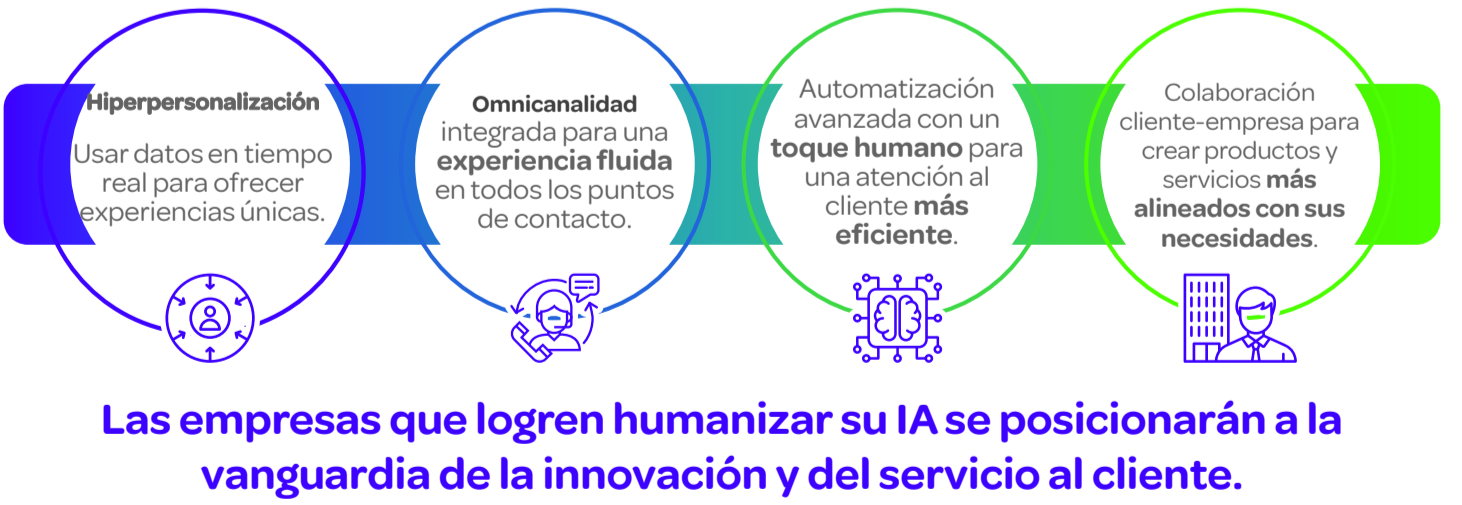 Hiperpersonalización
Usar datos en tiempo
real para ofrecer
experiencias únicas.
Omnicanalidad
integrada para una
experiencia fluida
en todos los puntos
de contacto.
Automatización
avanzada con un
toque humano para
una atención al
cliente más
eficiente.
Colaboración
cliente-empresa para
crear productos y
servicios más
alineados con sus
necesidades.
Las empresas que logren humanizar su IA se posicionarán a la
vanguardia de la innovación y del servicio al cliente.